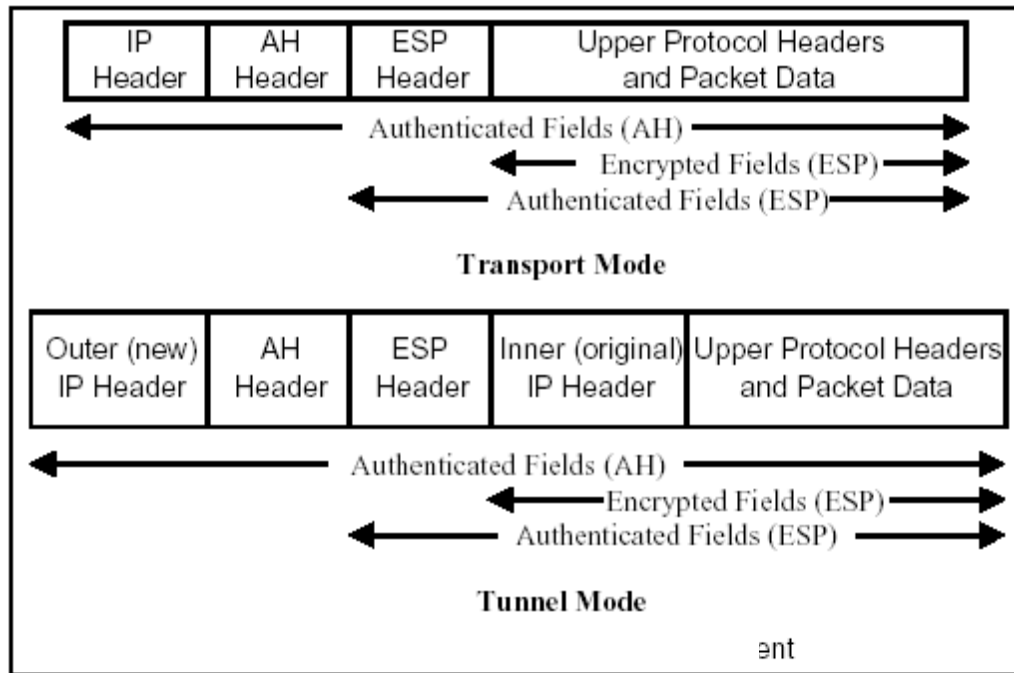 IP Header
AH Header
ESP Header
Upper Protocol Headers and Packet Data
Authenticated Fields (AH)
Encrypted Fields (ESP)
Authenticated Fields (ESP)
Transport Mode
Outer (new) IP Header
AH Header
ESP Header
Inner (original) IP Header
Upper Protocol Headers and Packet Data
Authenticated Fields (AH)
Encrypted Fields (ESP)
Authenticated Fields (ESP)
Tunnel Mode
ent